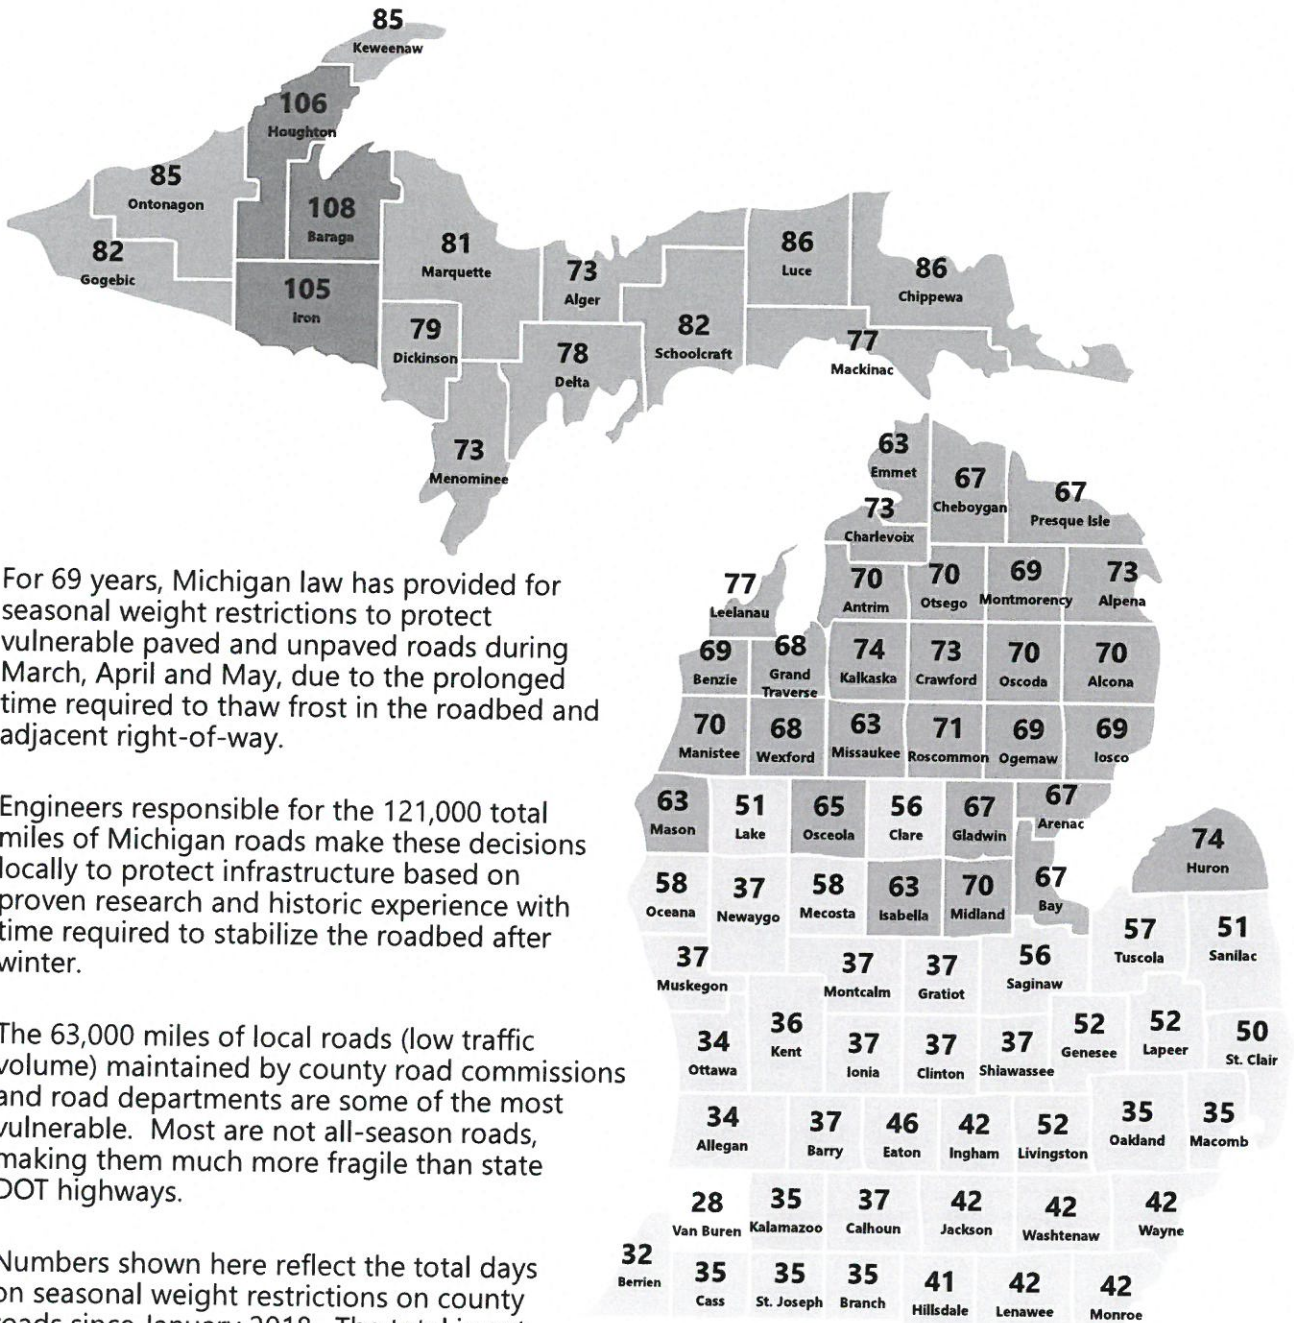 85
Keweenaw
106
Houghton
85
Ontonagon
108
Baraga
82
Gogebic
81
Marquette
86
Luce
73
Alger
86
Chippewa
105
Iron
79
Dickinson
82
Schoolcraft
77
Mackinac
78
Delta
73
Menominee
63
Emmet
67
Cheboygan
67
Presque Isle
73
Charlevoix
77
Leelanau
70
Antrim
70
Otsego
69
Montmorency
73
Alpena
69
Benzie
68
Grand
Traverse
74
Kalkaska
73
Crawford
70
Oscoda
70
Alcona
70
Manistee
68
Wexford
63
Missaukee
71
Roscommon
69
Ogemaw
69
Iosco
63
Mason
51
Lake
65
Osceola
56
Clare
67
Gladwin
67
Arenac
74
Huron
58
Oceana
37
Newaygo
58
Mecosta
63
Isabella
70
Midland
67
Bay
57
Tuscola
51
Sanilac
37
Muskegon
37
Montcalm
37
Gratiot
56
Saginaw
34
Ottawa
36
Kent
37
Ionia
37
Clinton
37
Shiawassee
52
Genesee
52
Lapeer
50
St. Clair
34
Allegan
37
Barry
46
Eaton
42
Ingham
52
Livingston
35
Oakland
35
Macomb
28
Van Buren
35
Kalamazoo
37
Calhoun
42
Jackson
42
Washtenaw
42
Wayne
32
Berrien
35
Cass
35
St. Joseph
35
Branch
41
Hillsdale
42
Lenawee
42
Monroe
For 69 years, Michigan law has provided for
seasonal weight restrictions to protect
vulnerable paved and unpaved roads during
March, April and May, due to the prolonged
time required to thaw frost in the roadbed and
adjacent right-of-way.
Engineers responsible for the 121,000 total
miles of Michigan roads make these decisions
locally to protect infrastructure based on
proven research and historic experience with
time required to stabilize the roadbed after
winter.
The 63,000 miles of local roads (low traffic
volume) maintained by county road commissions
and road departments are some of the most
vulnerable. Most are not all-season roads,
making them much more fragile than state
DOT highways.
Numbers shown here reflect the total days
on seasonal weight restrictions on county
roads since January 2018. The total